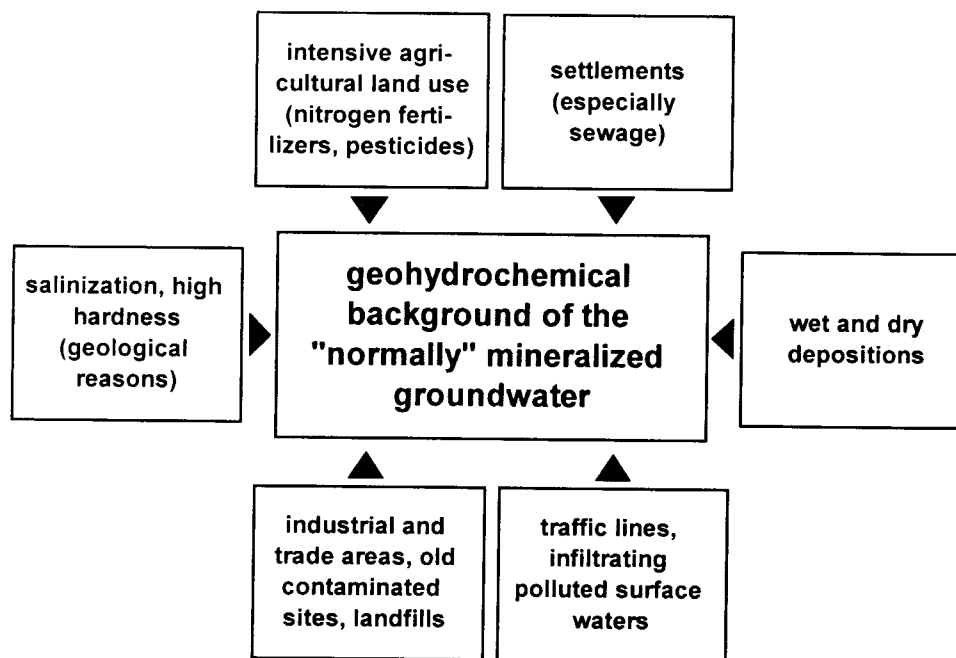 intensive agri-
cultural land use
(nitrogen ferti-
lizers, pesticides)
settlements
(especially
sewage)
salinization, high
hardness
(geological
reasons)
geohydrochemical
background of the
"normally" mineralized
groundwater
wet and dry
depositions
industrial and
trade areas, old
contaminated
sites, landfills
traffic lines,
infiltrating
polluted surface
waters